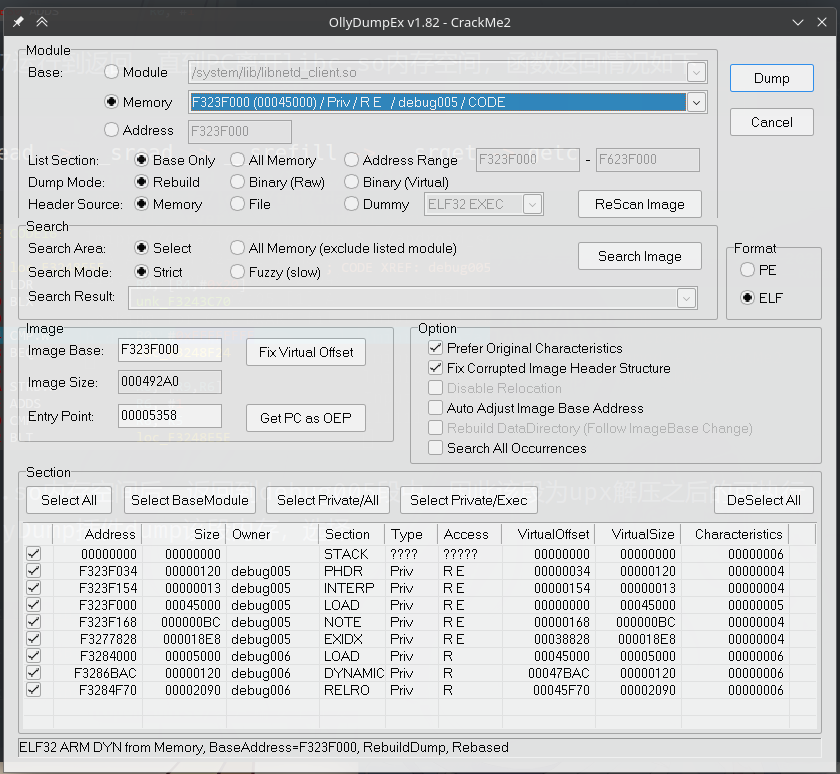 OllyDumpEx v1.82 - CrackMe2
Module
Base: Module /system/lib/libnetd_client.so
Memory F323F000 (00045000) / Priv / R E / debug005 / CODE
Address F323F000
Dump
Cancel
List Section: Base Only All Memory Address Range F323F000 - F623F000
Dump Mode: Rebuild Binary (Raw) Binary (Virtual)
Header Source: Memory File Dummy ELF32 EXEC ReScan Image
Search
Search Area: Select All Memory (exclude listed module) Search Image
Search Mode: Strict Fuzzy (slow)
Search Result:
Format
PE
ELF
Image
Image Base: F323F000 Fix Virtual Offset
Image Size: 000492A0
Entry Point: 00005358 Get PC as OEP
Option
Prefer Original Characteristics
Fix Corrupted Image Header Structure
Disable Relocation
Auto Adjust Image Base Address
Rebuild DataDirectory (Follow ImageBase Change)
Search All Occurrences
Section
Select All Select BaseModule Select Private/All Select Private/Exec DeSelect All
Address Size Owner Section Type Access VirtualOffset VirtualSize Characteristics
00000000 00000000 STACK ???? ????? 00000000 00000000 00000006
F323F034 00000120 debug005 PHDR Priv R E 00000034 00000120 00000004
F323F154 00000013 debug005 INTERP Priv R E 00000154 00000013 00000004
F323F000 00045000 debug005 LOAD Priv R E 00000000 00045000 00000005
F323F168 000000BC debug005 NOTE Priv R E 00000168 000000BC 00000004
F3277828 000018E8 debug005 EXIDX Priv R E 00038828 000018E8 00000004
F3284000 00005000 debug006 LOAD Priv R 00045000 00005000 00000006
F3286BAC 00000120 debug006 DYNAMIC Priv R 00047BAC 00000120 00000006
F3284F70 00002090 debug006 RELRO Priv R 00045F70 00002090 00000006
ELF32 ARM DYN from Memory, BaseAddress=F323F000, RebuildDump, Rebased